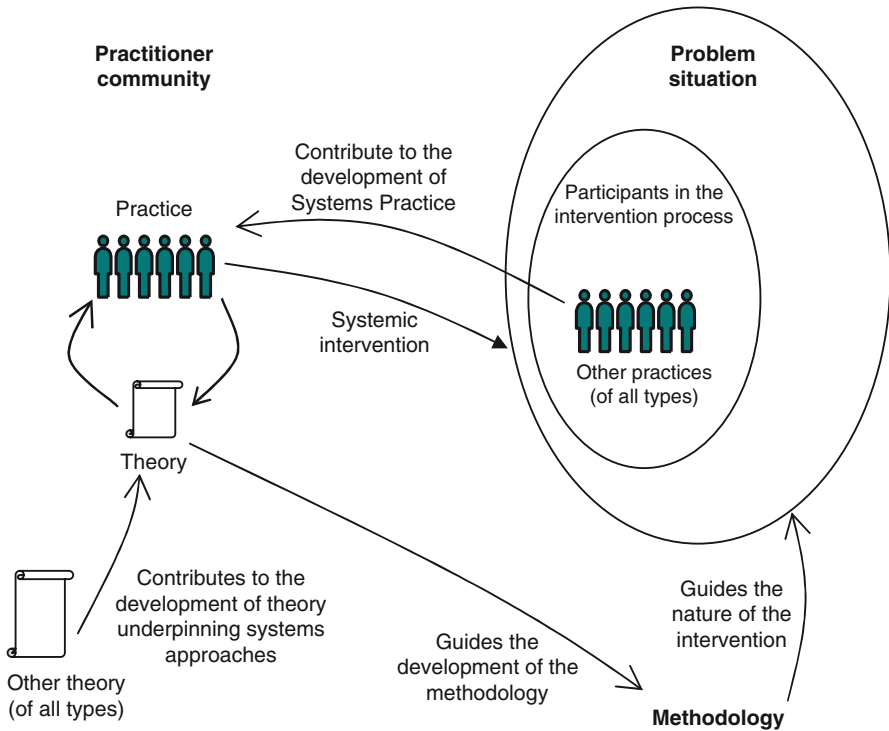 Practitioner
community
Problem
situation
Contribute to the
development of
Systems Practice
Participants in the
intervention process
Practice
Systemic
intervention
Other practices
(of all types)
Theory
Contributes to the
development of theory
underpinning systems
approaches
Guides the
nature of the
intervention
Guides the
development of the
methodology
Other theory
(of all types)
Methodology